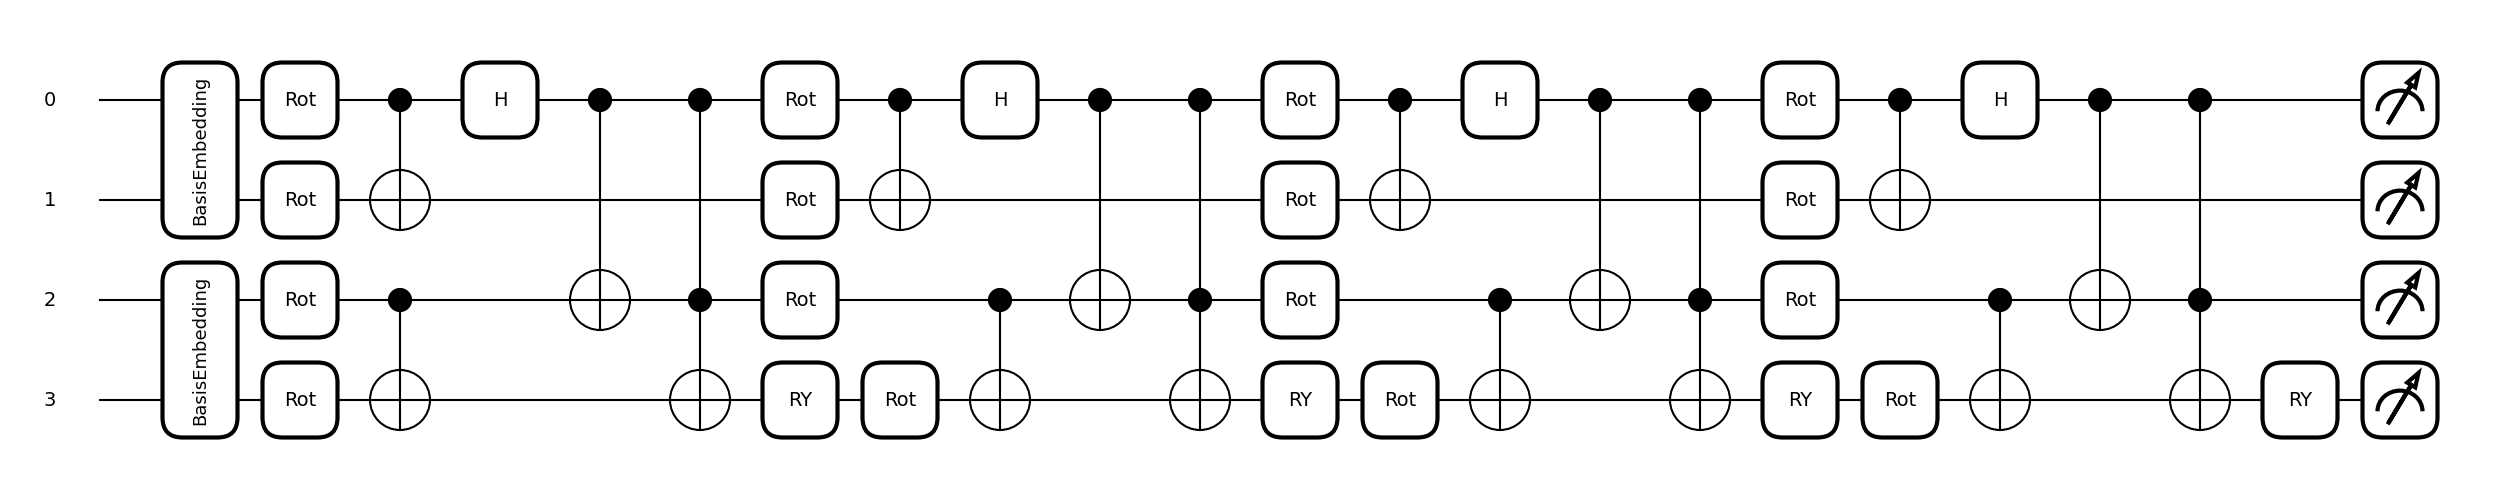 0 BasisEmbedding Rot H Rot H Rot H Rot H
1 Rot Rot Rot Rot
2 BasisEmbedding Rot Rot Rot Rot
3 Rot RY Rot RY Rot RY Rot RY